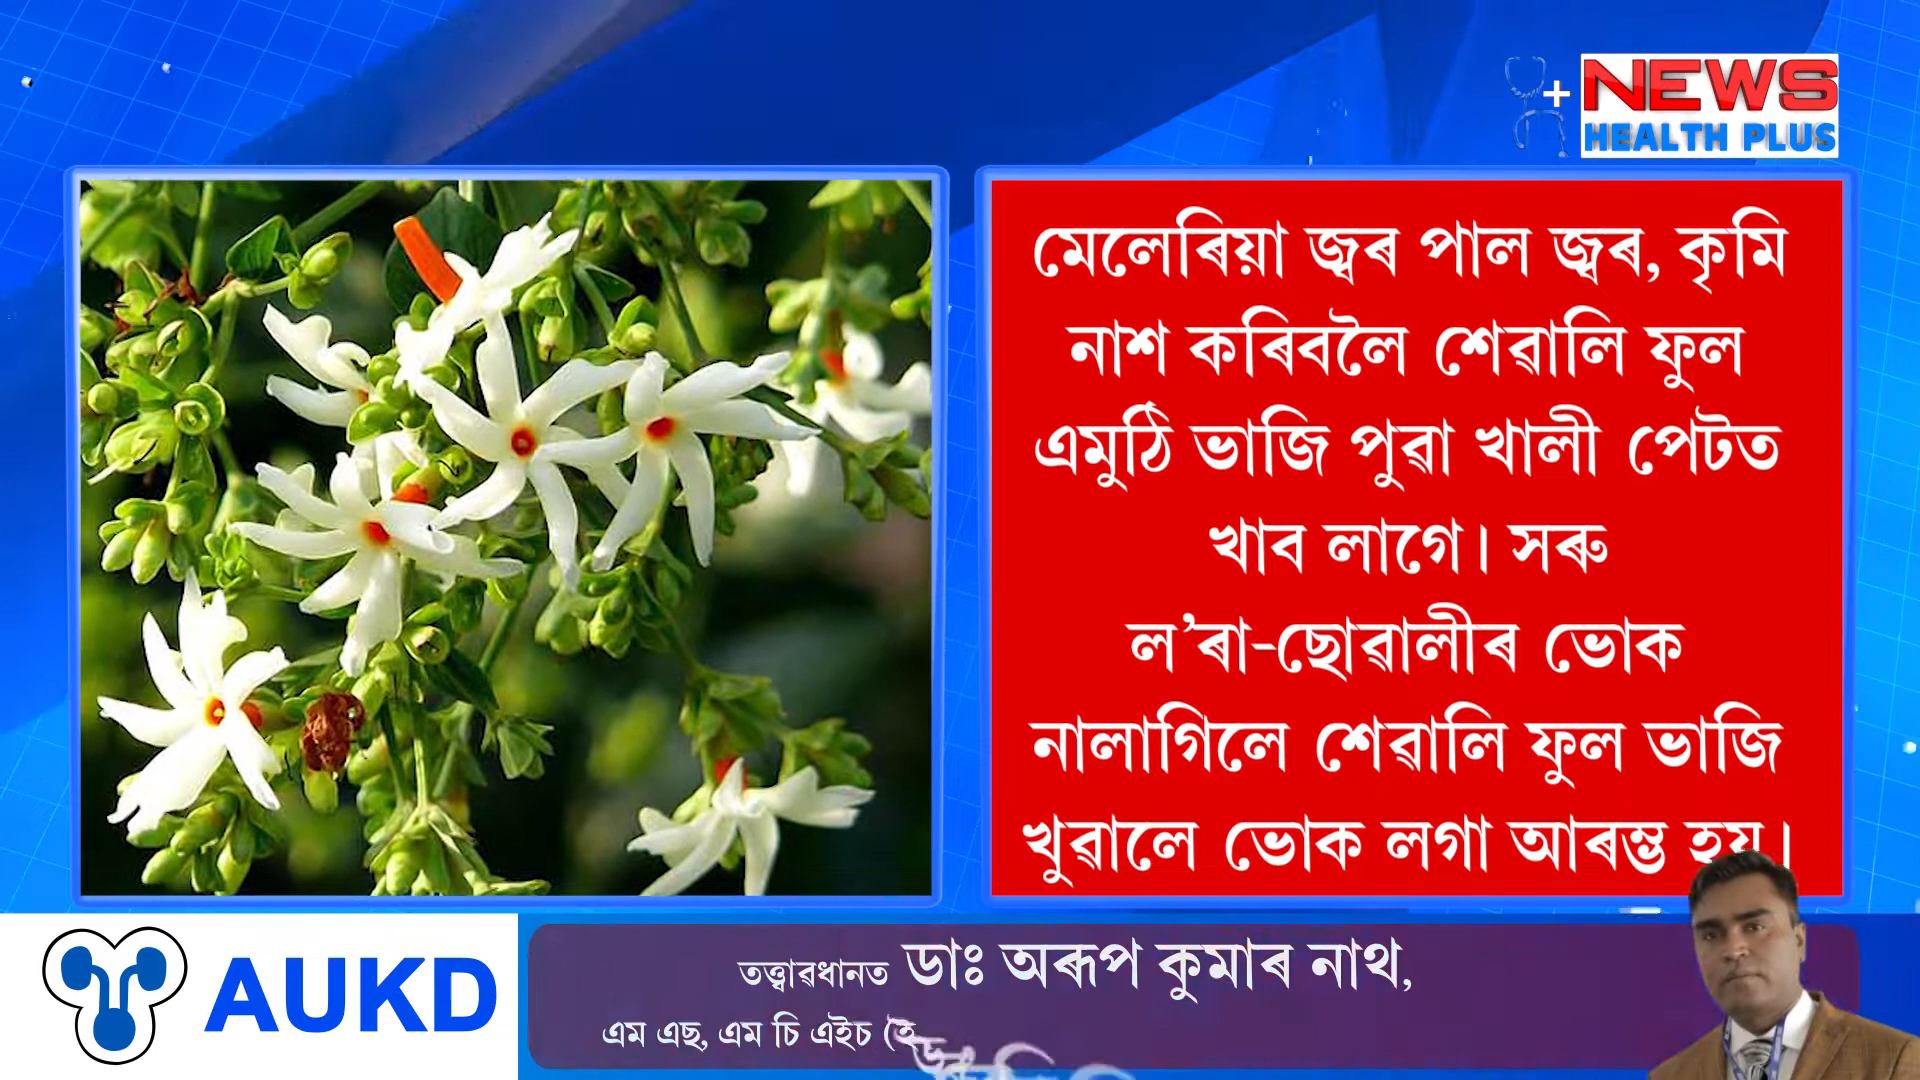 NEWS
HEALTH PLUS
মেলেৰিয়া জ্বৰ পাল জ্বৰ, কৃমি
নাশ কৰিবলৈ শেৱালি ফুল
এমুঠি ভাজি পুৱা খালী পেটত
খাব লাগে। সৰু
ল’ৰা-ছোৱালীৰ ভোক
নালাগিলে শেৱালি ফুল ভাজি
খুৱালে ভোক লগা আৰম্ভ হয়।
AUKD
তত্ত্বাৱধানত ডাঃ অৰূপ কুমাৰ নাথ,
এম এছ, এম চি এইচ